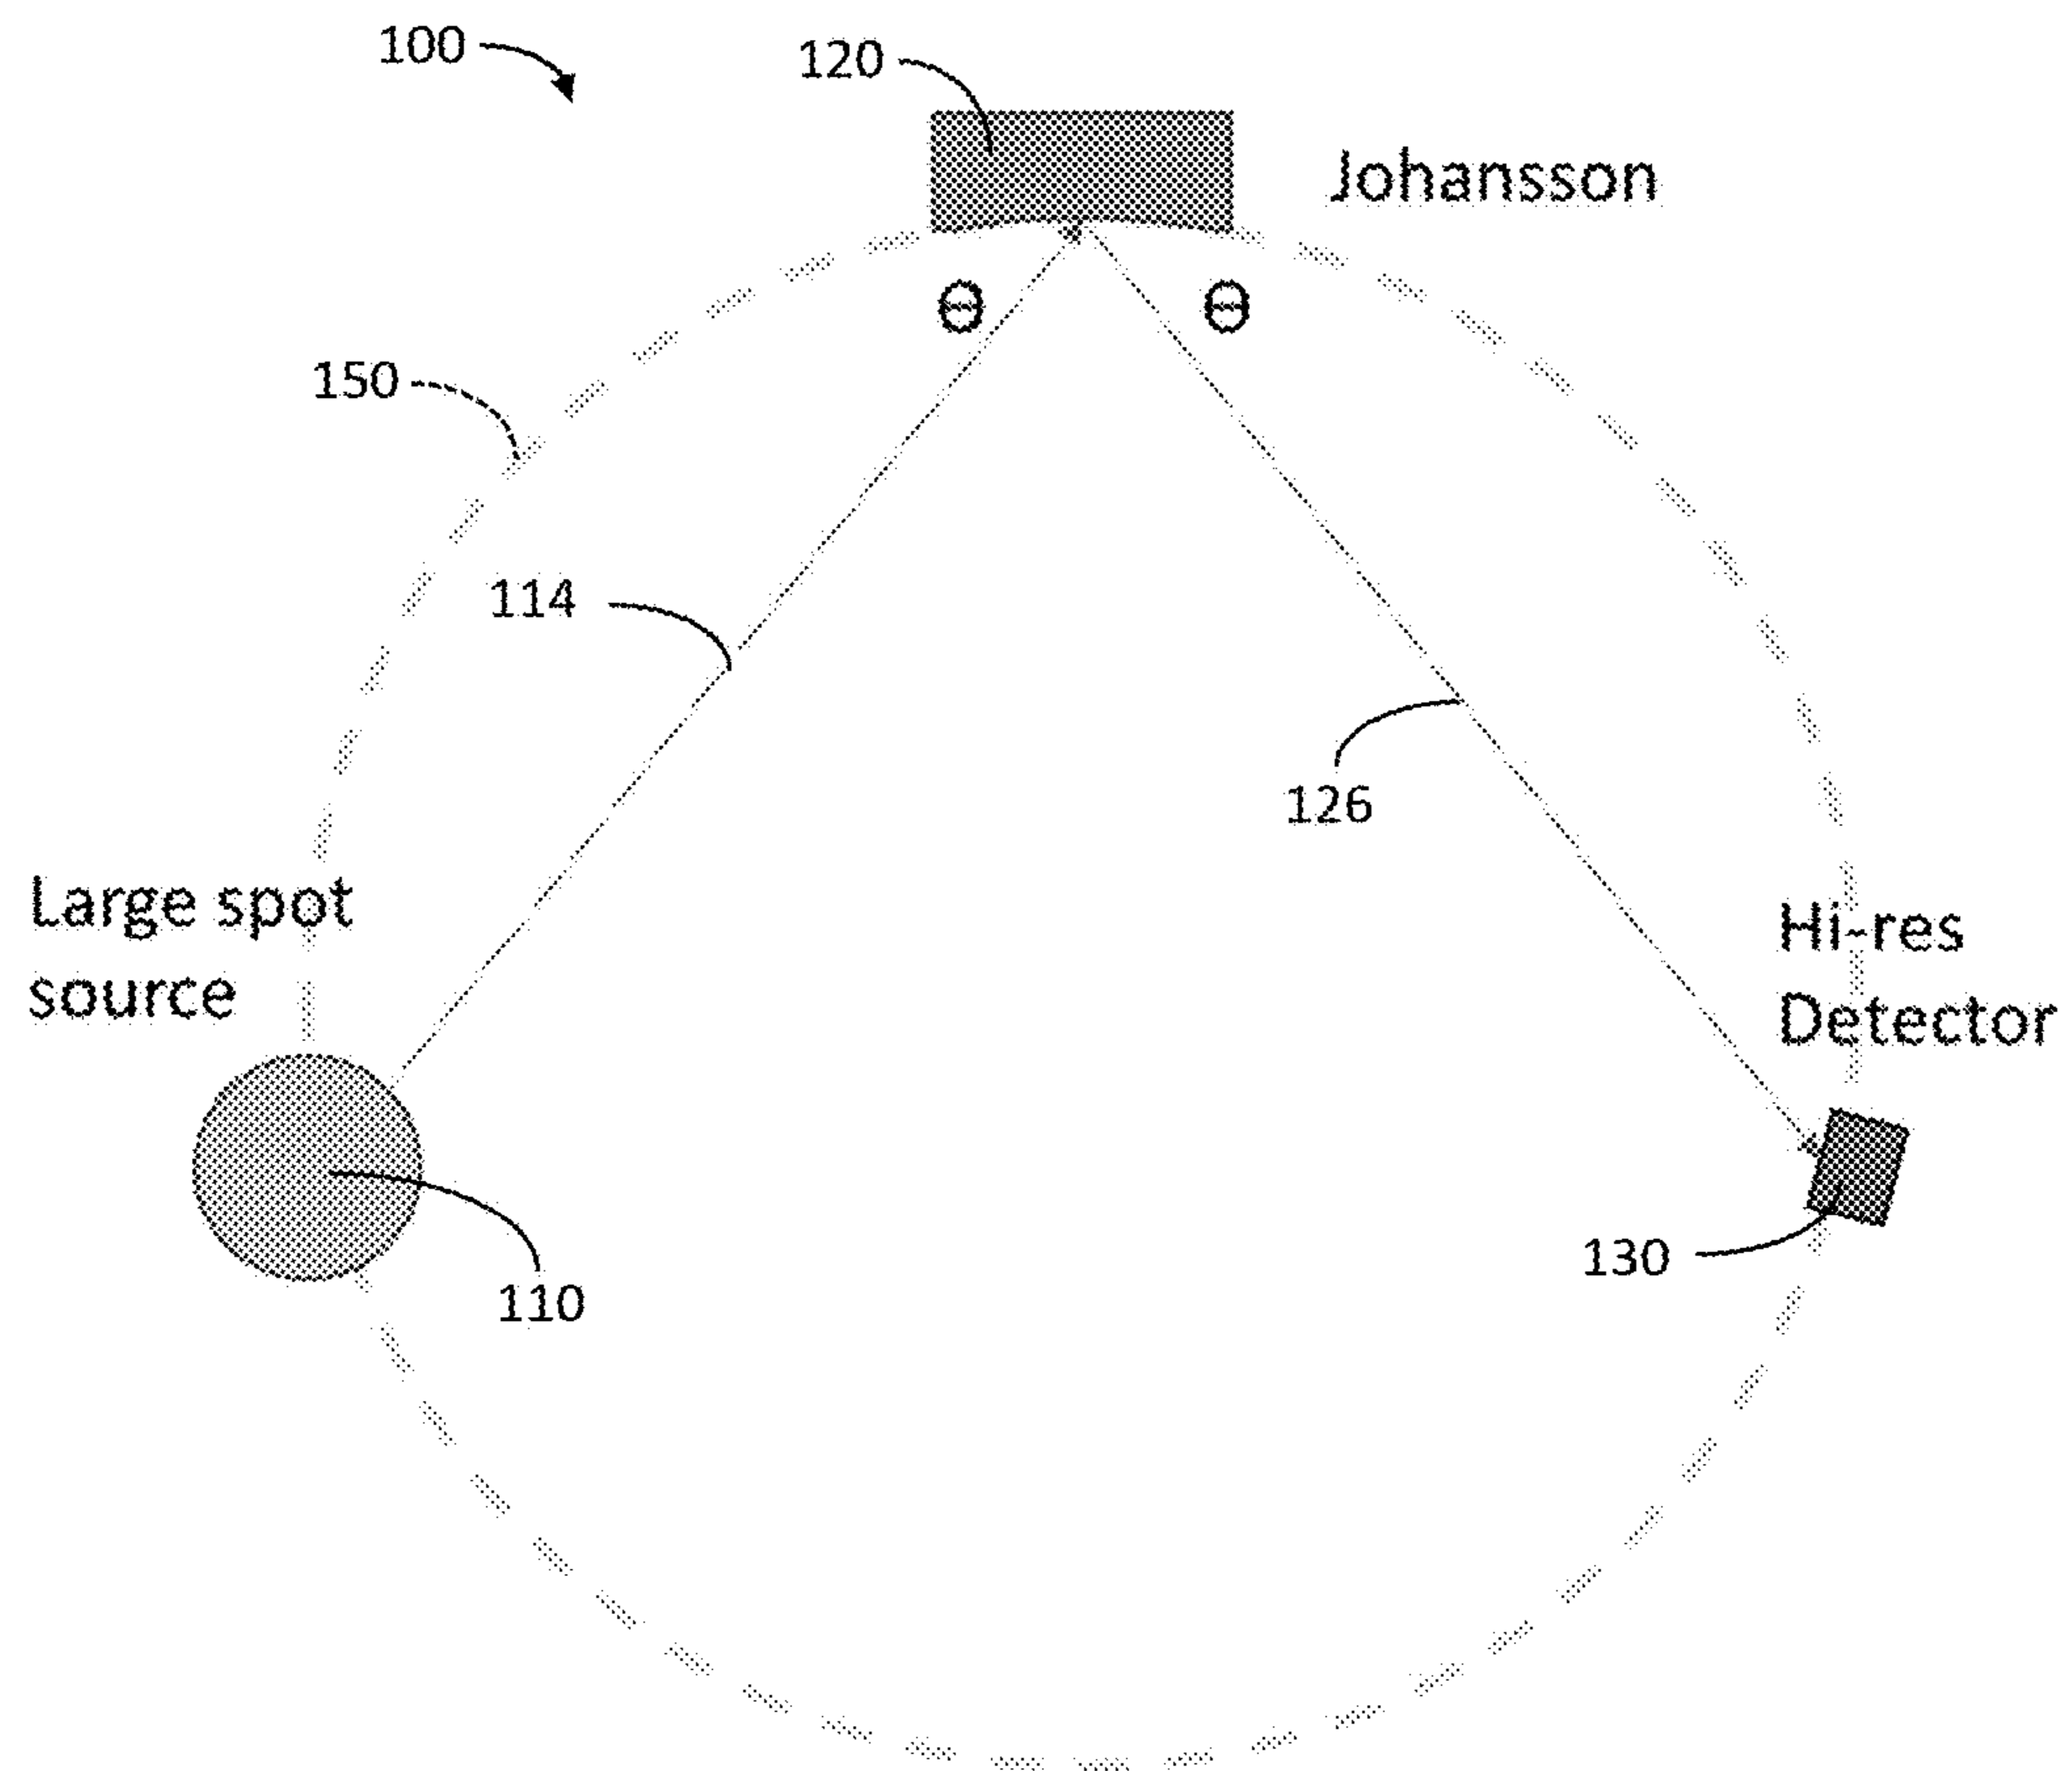 100
120
Johansson
Θ
Θ
150
114
126
Large spot
source
Hi-res
Detector
130
110